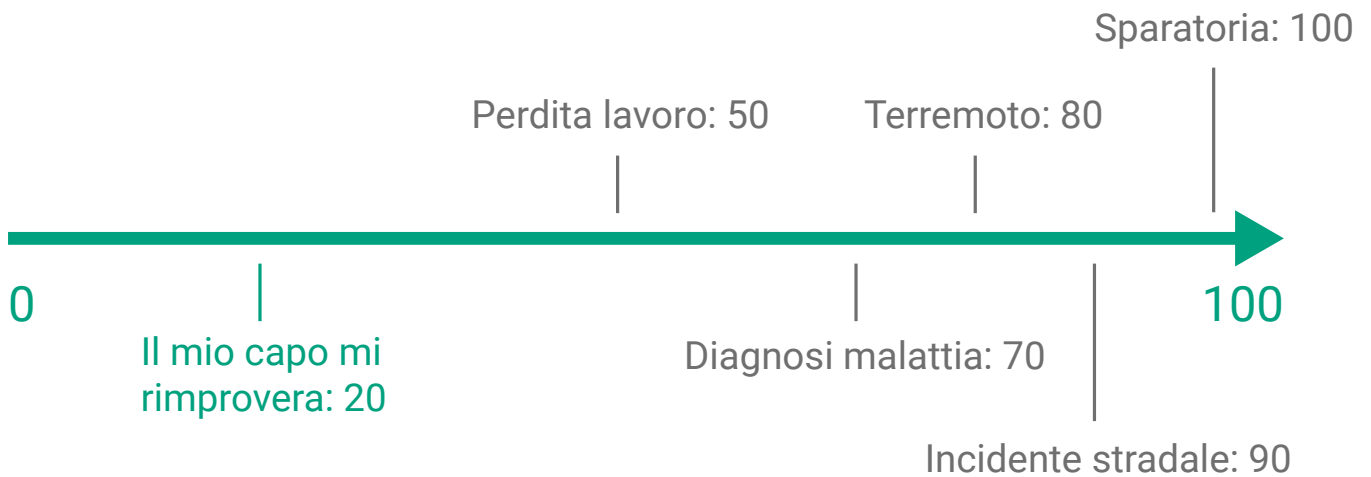 Sparatoria: 100
Perdita lavoro: 50
Terremoto: 80
0
100
Il mio capo mi
rimprovera: 20
Diagnosi malattia: 70
Incidente stradale: 90